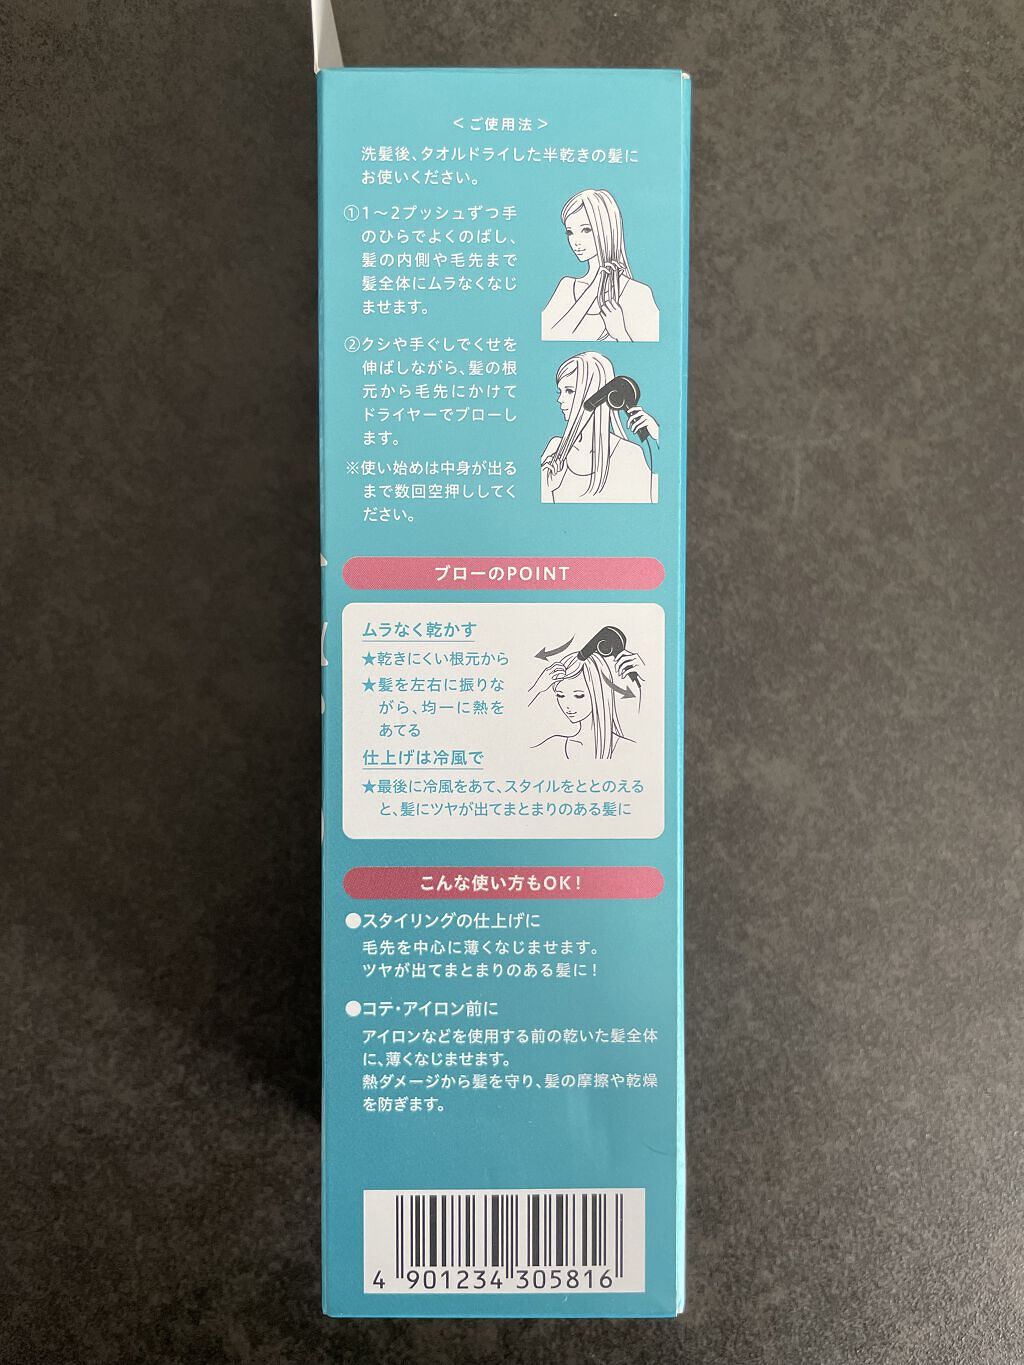 ＜ご使用法＞
洗髪後、タオルドライした半乾きの髪に
お使いください。
①1〜2プッシュずつ手
のひらでよくのばし、
髪の内側や毛先まで
髪全体にムラなくなじ
ませます。
②クシや手ぐしでくせを
伸ばしながら、髪の根
元から毛先にかけて
ドライヤーでブローし
ます。
※使い始めは中身が出る
まで数回空押ししてく
ださい。
ブローのPOINT
ムラなく乾かす
★乾きにくい根元から
★髪を左右に振りな
がら、均一に熱を
あてる
仕上げは冷風で
★最後に冷風をあて、スタイルをととのえる
と、髪にツヤが出てまとまりのある髪に
こんな使い方もOK！
●スタイリングの仕上げに
毛先を中心に薄くなじませます。
ツヤが出てまとまりのある髪に！
●コテ・アイロン前に
アイロンなどを使用する前の乾いた髪全体
に、薄くなじませます。
熱ダメージから髪を守り、髪の摩擦や乾燥
を防ぎます。
4 901234 305816